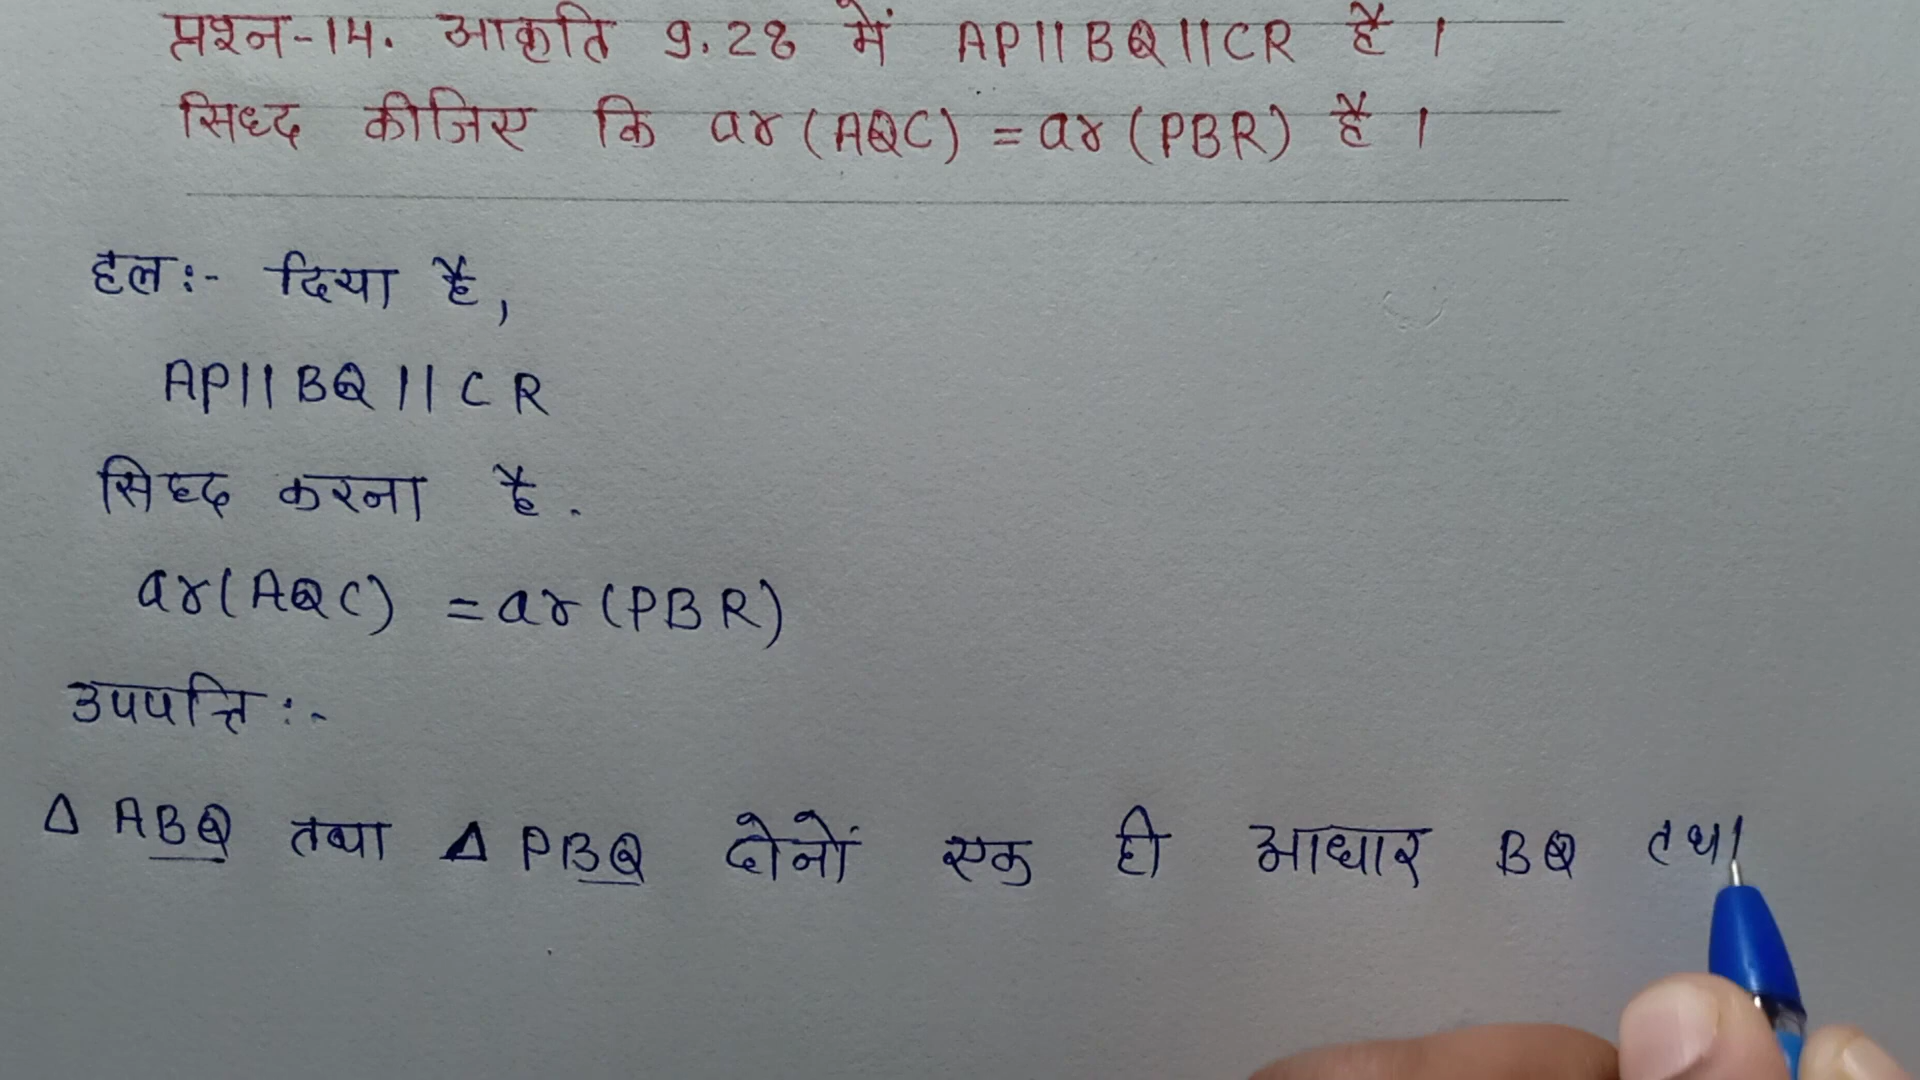 प्रश्न-14. आकृति 9.28 में AP||BQ||CR है ।
सिध्द कीजिए कि ar(AQC) = ar(PBR) है ।
हलः- दिया है,
AP||BQ||CR
सिध्द करना है.
ar(AQC) = ar(PBR)
उपपत्ति :-
Δ ABQ तथा Δ PBQ दोनों एक ही आधार BQ तथा